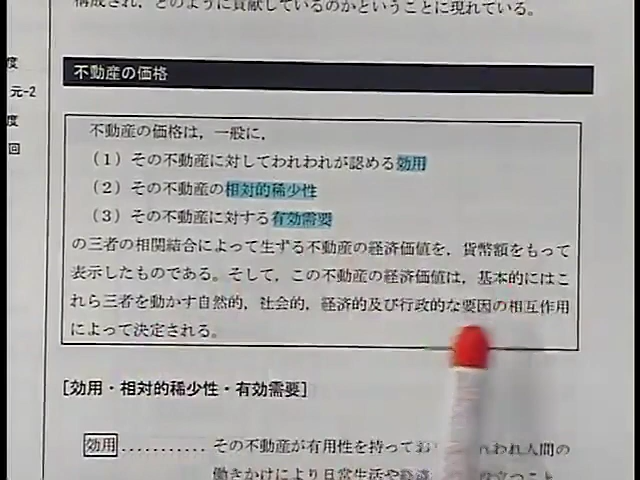 構成され，どのように貢献しているのかということに現れている。
度
元-2
度
回
不動産の価格
不動産の価格は，一般に，
（1）その不動産に対してわれわれが認める効用
（2）その不動産の相対的稀少性
（3）その不動産に対する有効需要
の三者の相関結合によって生ずる不動産の経済価値を，貨幣額をもって
表示したものである。そして，この不動産の経済価値は，基本的にはこ
れら三者を動かす自然的，社会的，経済的及び行政的な要因の相互作用
によって決定される。
［効用・相対的稀少性・有効需要］
効用………… その不動産が有用性を持ってお われ人間の
働きかけにより日常生活や